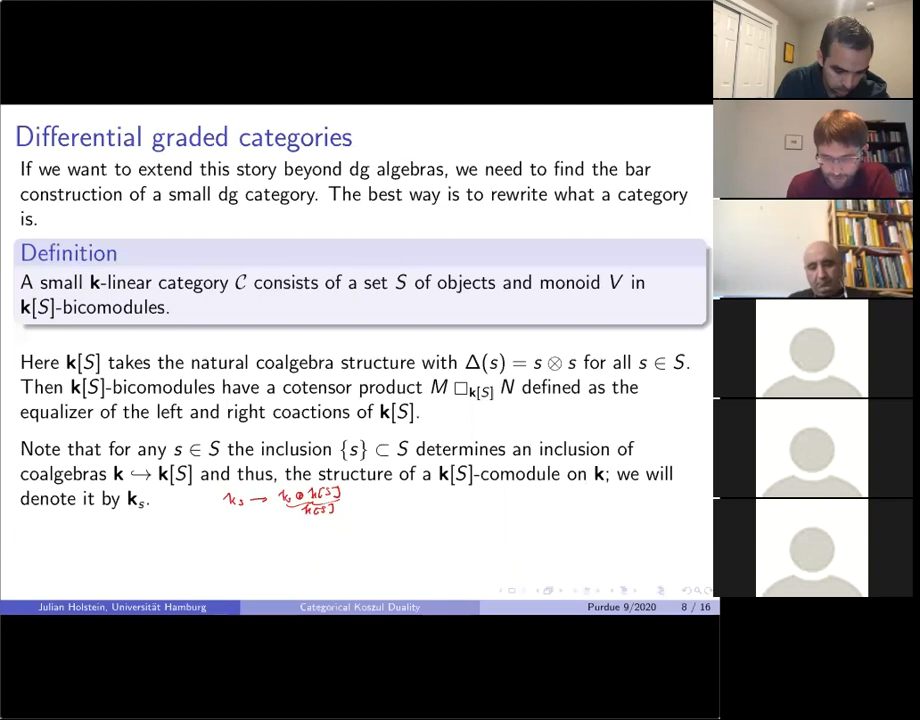 Differential graded categories
If we want to extend this story beyond dg algebras, we need to find the bar
construction of a small dg category. The best way is to rewrite what a category
is.
Definition
A small k-linear category 𝒞 consists of a set S of objects and monoid V in
k[S]-bicomodules.
Here k[S] takes the natural coalgebra structure with Δ(s) = s ⊗ s for all s ∈ S.
Then k[S]-bicomodules have a cotensor product M □k[S] N defined as the
equalizer of the left and right coactions of k[S].
Note that for any s ∈ S the inclusion {s} ⊂ S determines an inclusion of
coalgebras k ↪ k[S] and thus, the structure of a k[S]-comodule on k; we will
denote it by kₛ.
kₛ → kₛ ⊗ k[S]
k[S]
Julian Holstein, Universität Hamburg Categorical Koszul Duality Purdue 9/2020 8 / 16